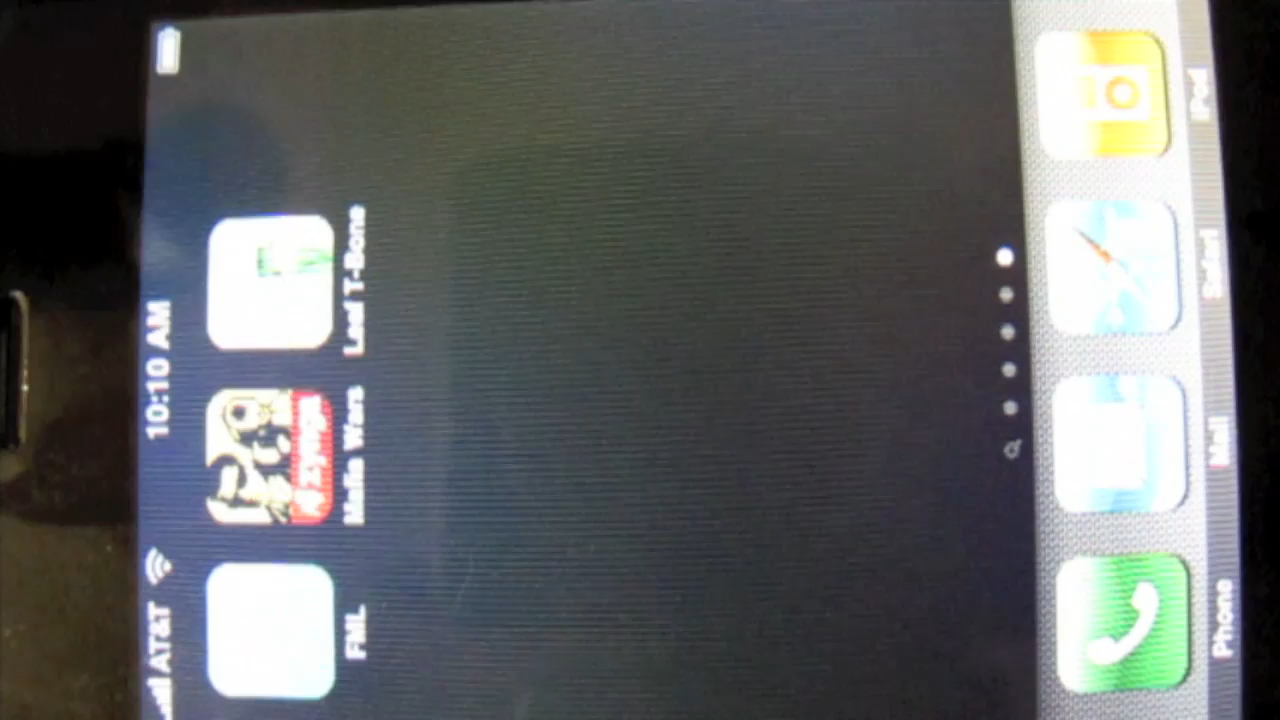 AT&T 10:10 AM
zynga
FML Mafia Wars Leaf T-Bone
Phone Mail Safari iPod